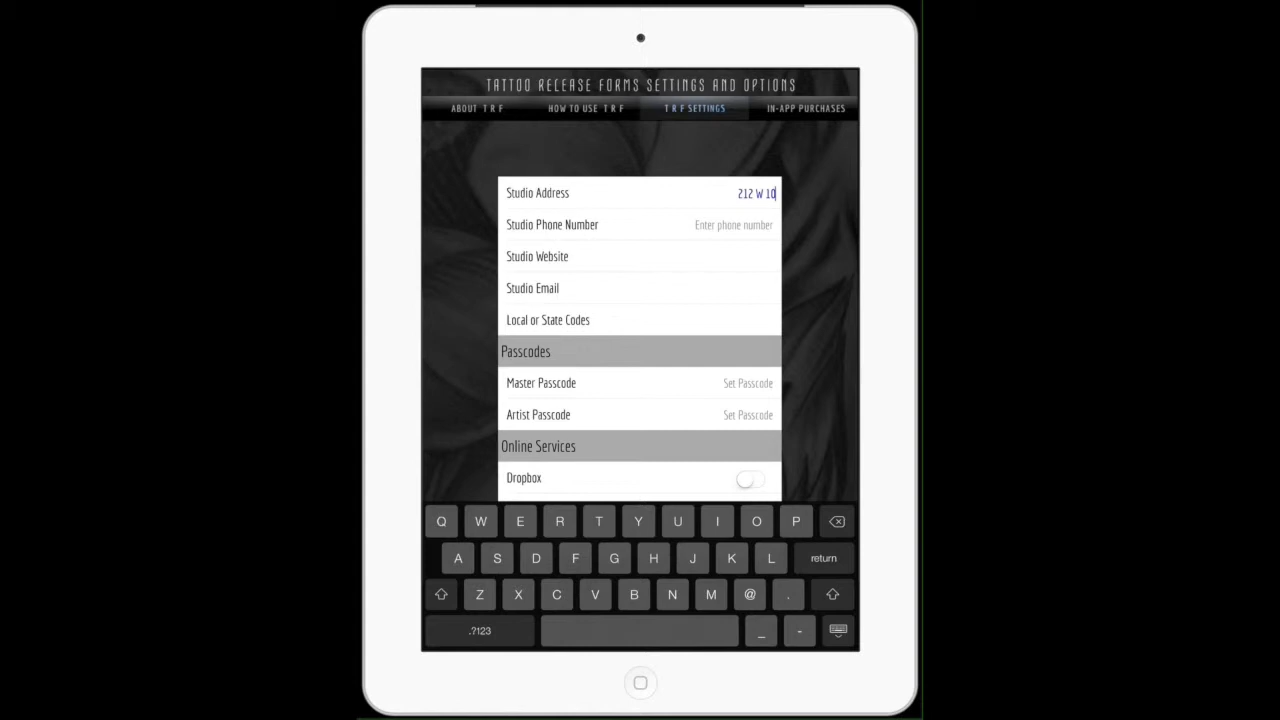 TATTOO RELEASE FORMS SETTINGS AND OPTIONS
ABOUT T R F HOW TO USE T R F T R F SETTINGS IN-APP PURCHASES
Studio Address 212 W 10
Studio Phone Number Enter phone number
Studio Website
Studio Email
Local or State Codes
Passcodes
Master Passcode Set Passcode
Artist Passcode Set Passcode
Online Services
Dropbox
Q W E R T Y U I O P
A S D F G H J K L return
Z X C V B N M @ .
.?123 _ -